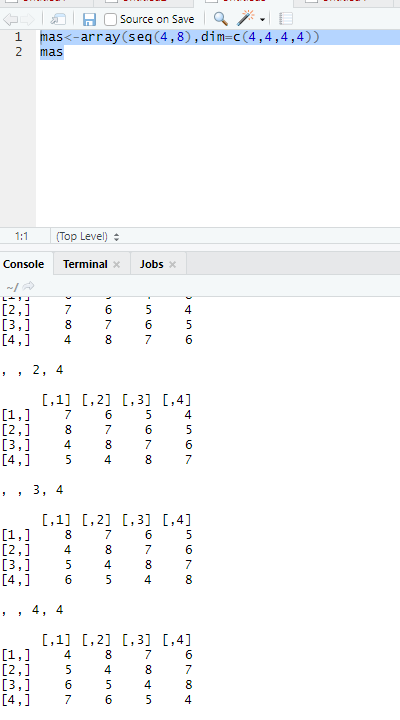 Source on Save
1 mas<-array(seq(4,8),dim=c(4,4,4,4))
2 mas
1:1 (Top Level)
Console Terminal Jobs
~/
[1,] 6 5 4 8
[2,] 7 6 5 4
[3,] 8 7 6 5
[4,] 4 8 7 6
, , 2, 4
[,1] [,2] [,3] [,4]
[1,] 7 6 5 4
[2,] 8 7 6 5
[3,] 4 8 7 6
[4,] 5 4 8 7
, , 3, 4
[,1] [,2] [,3] [,4]
[1,] 8 7 6 5
[2,] 4 8 7 6
[3,] 5 4 8 7
[4,] 6 5 4 8
, , 4, 4
[,1] [,2] [,3] [,4]
[1,] 4 8 7 6
[2,] 5 4 8 7
[3,] 6 5 4 8
[4,] 7 6 5 4